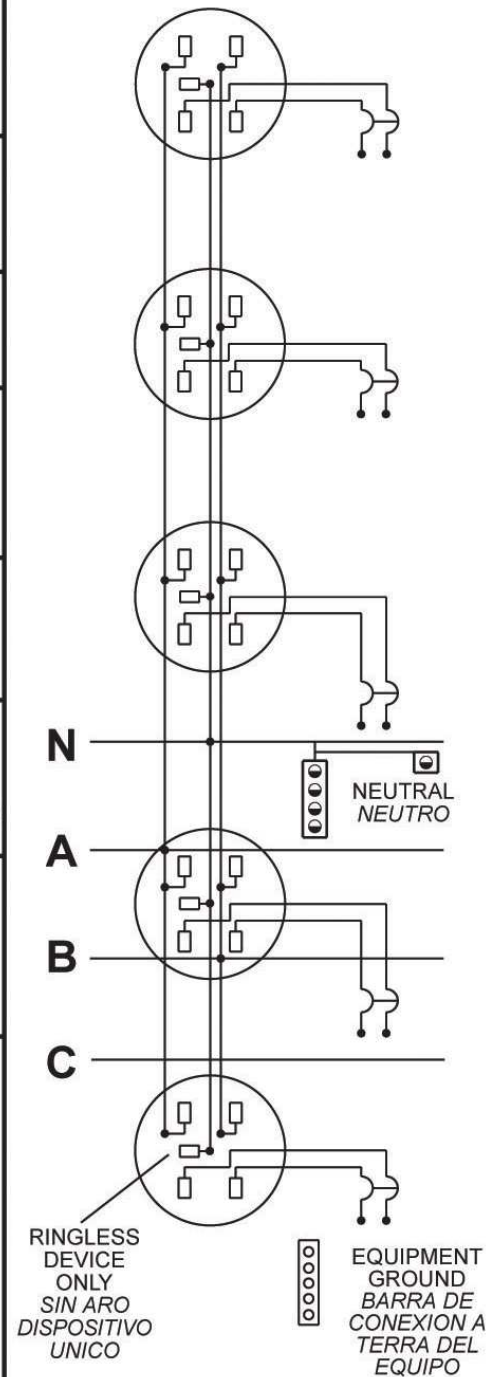 N
NEUTRAL
NEUTRO
A
B
C
RINGLESS
DEVICE
ONLY
SIN ARO
DISPOSITIVO
UNICO
EQUIPMENT
GROUND
BARRA DE
CONEXION A
TERRA DEL
EQUIPO